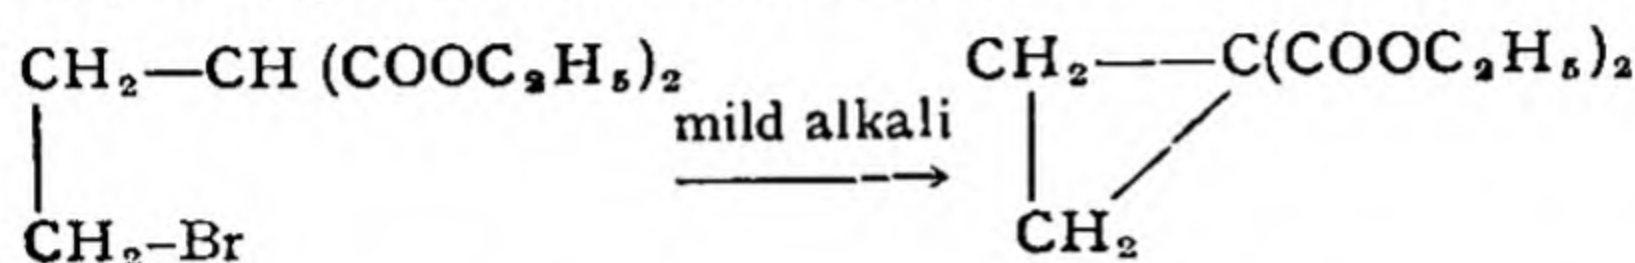 CH₂—CH (COOC₂H₅)₂ CH₂——C(COOC₂H₅)₂
mild alkali
CH₂–Br CH₂